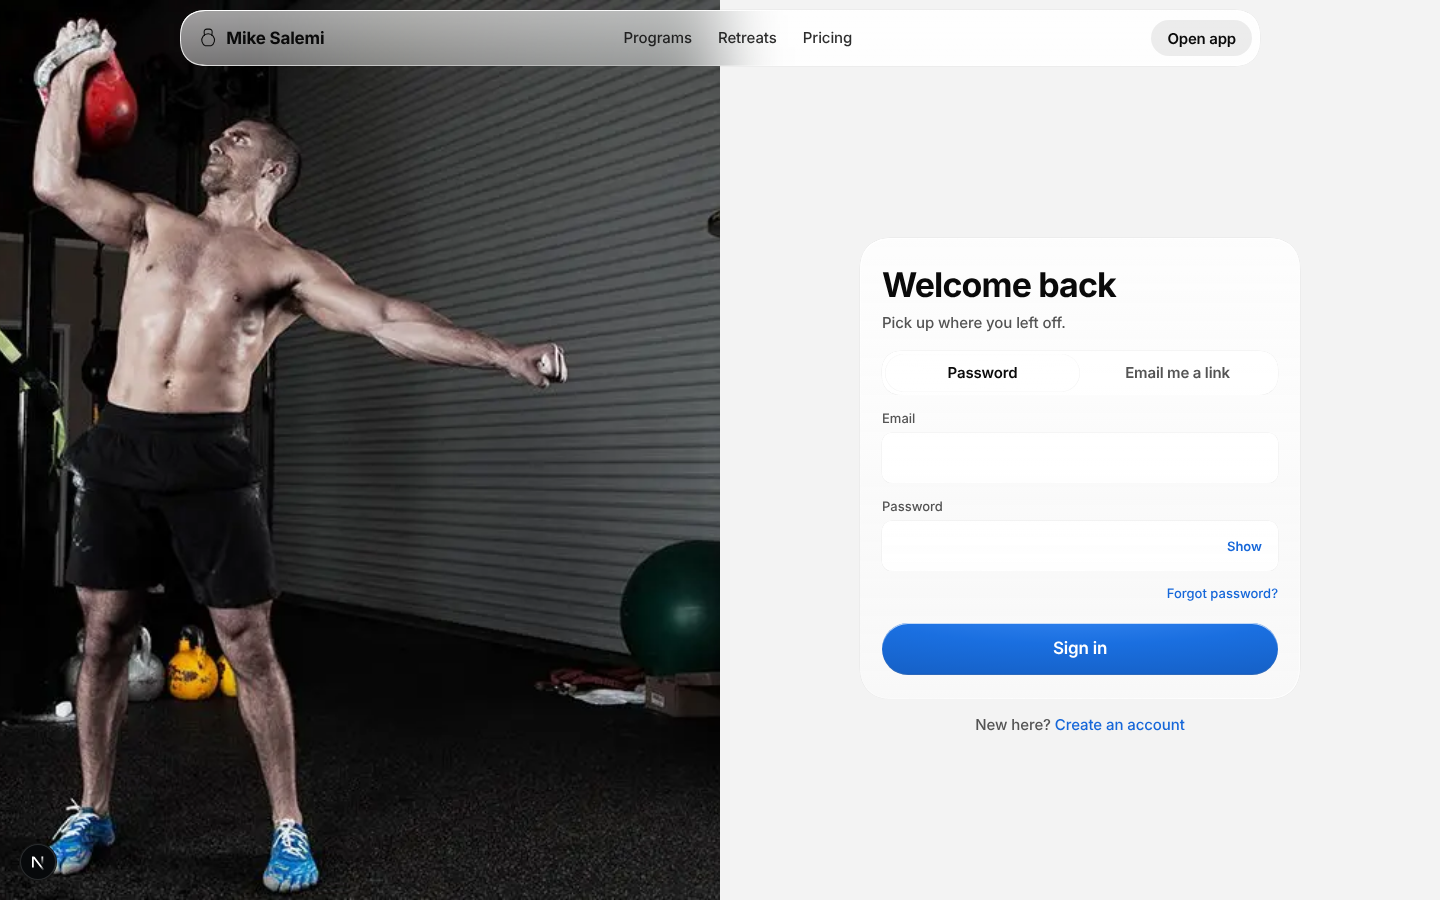 Mike Salemi
Programs
Retreats
Pricing
Open app
Welcome back
Pick up where you left off.
Password
Email me a link
Email
Password
Show
Forgot password?
Sign in
New here? Create an account
N